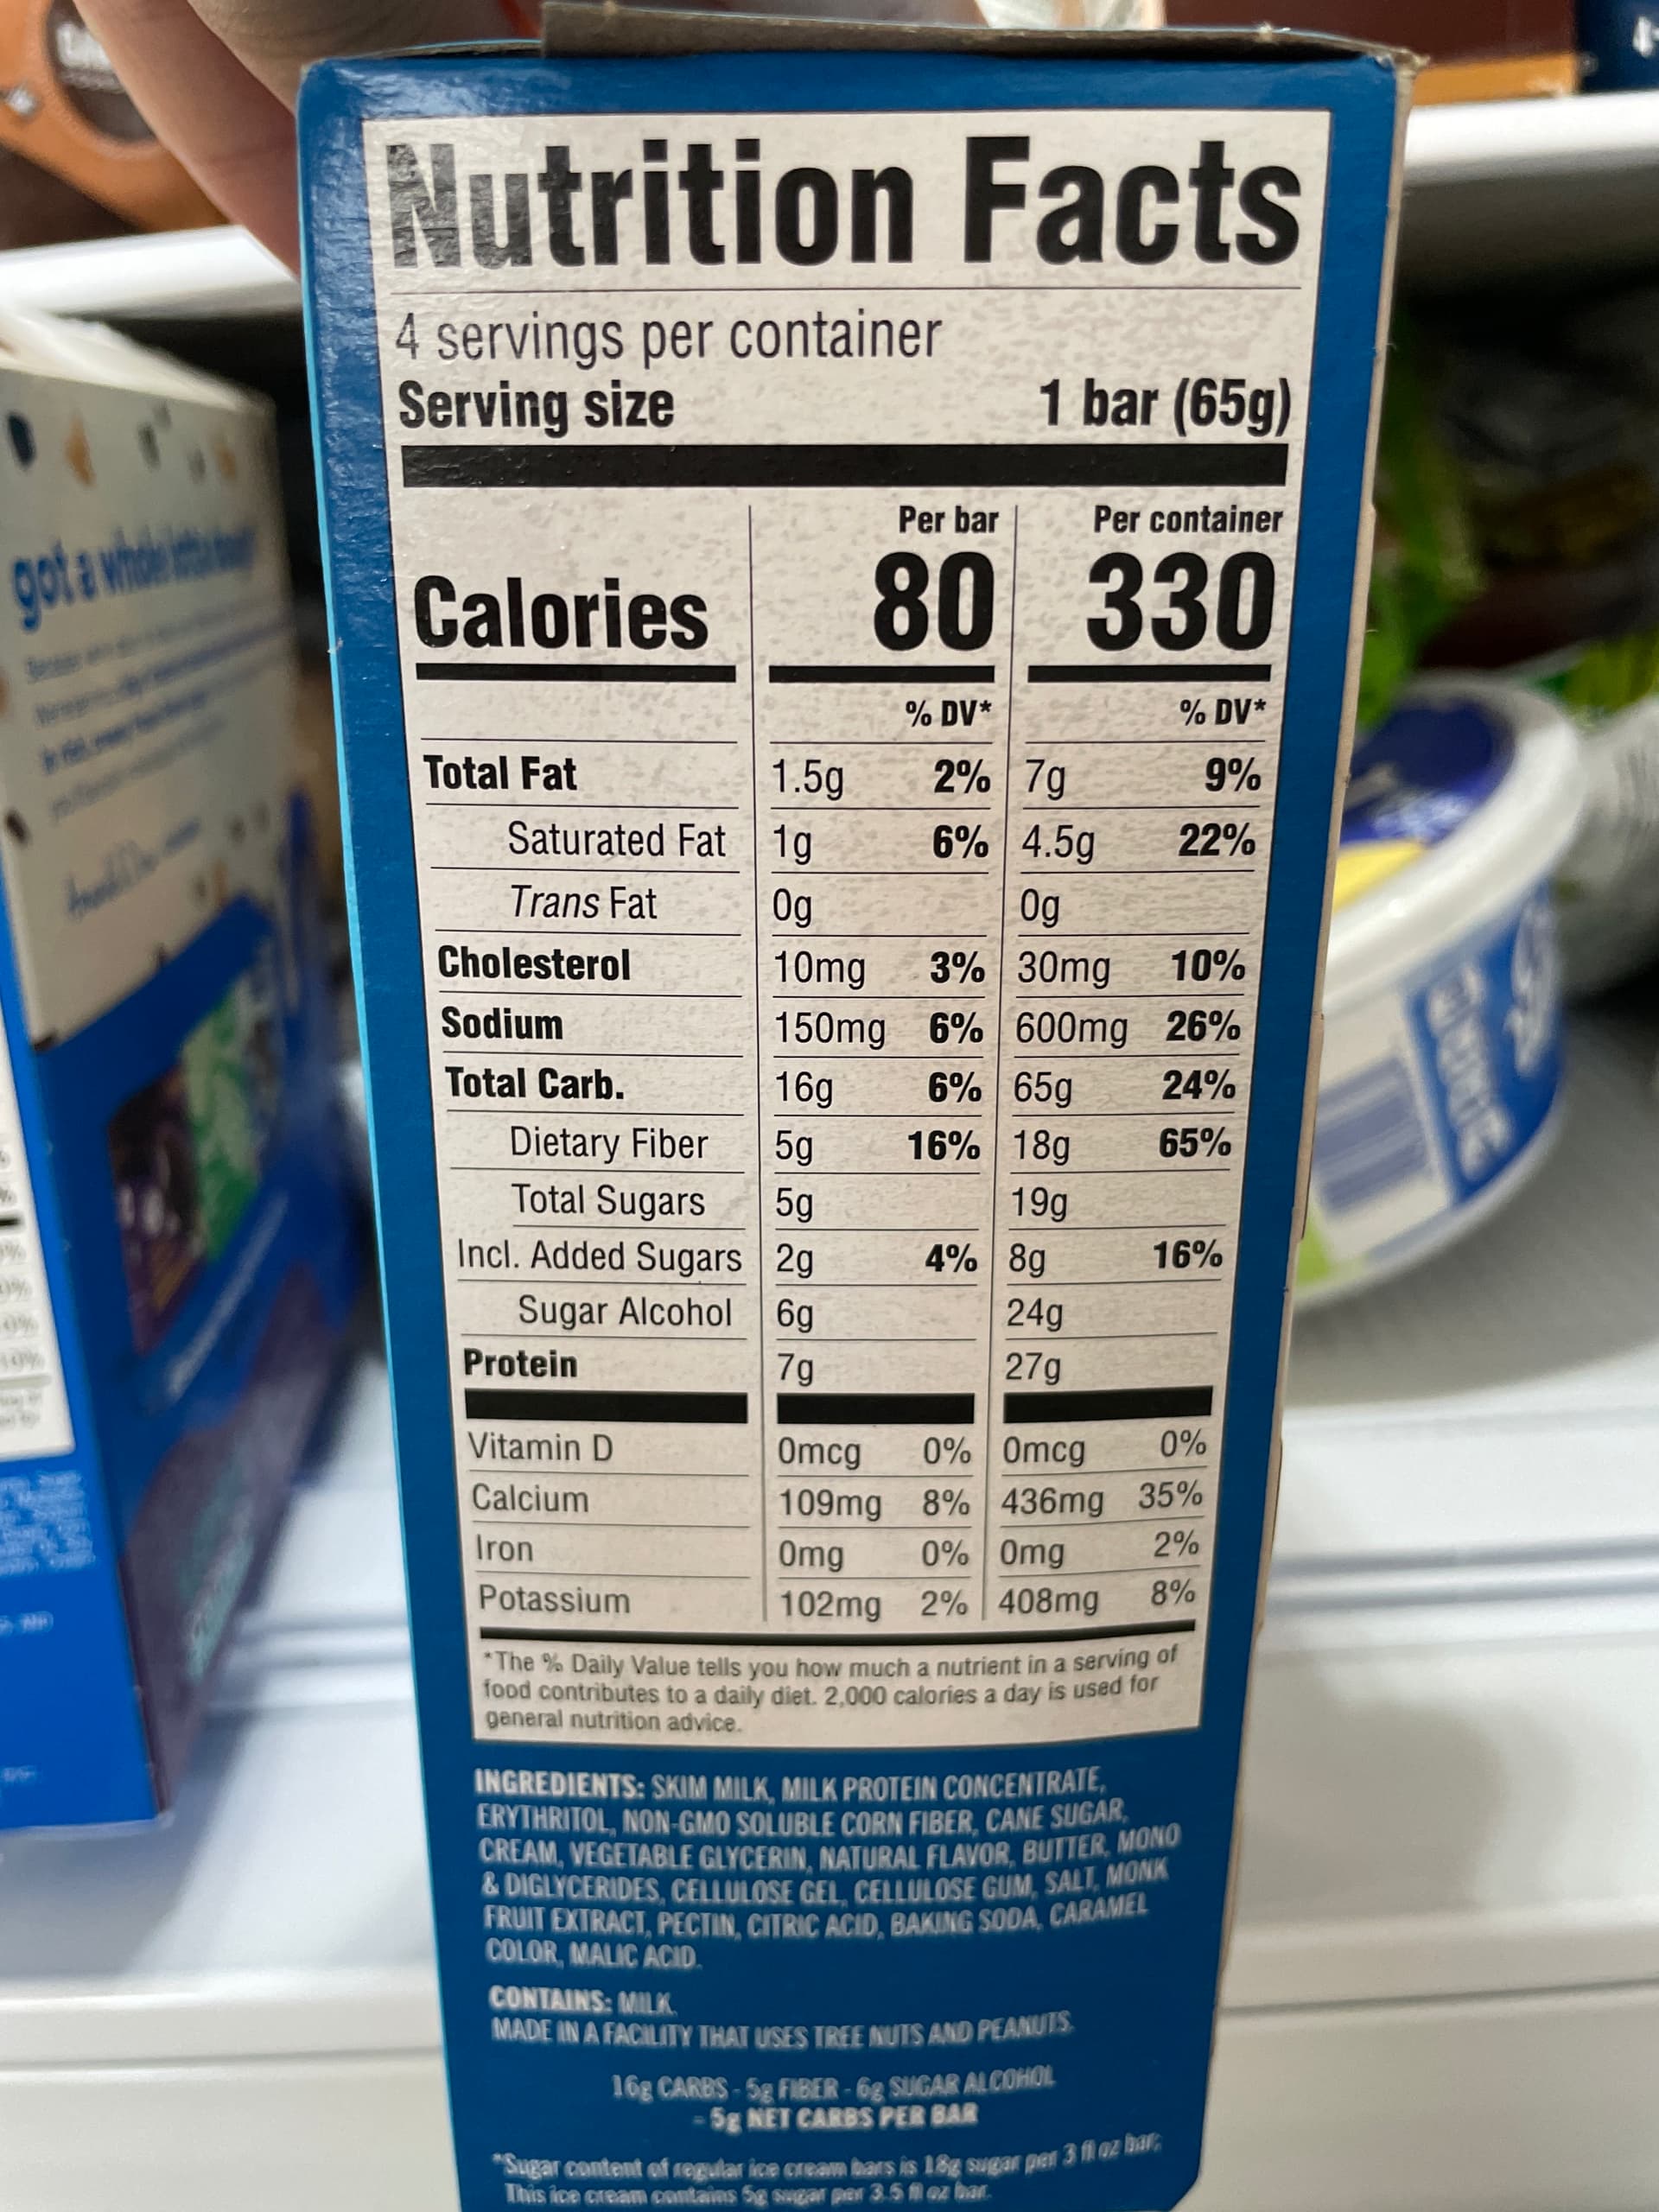 Nutrition Facts
4 servings per container
Serving size 1 bar (65g)
Per bar Per container
Calories 80 330
% DV* % DV*
Total Fat 1.5g 2% 7g 9%
Saturated Fat 1g 6% 4.5g 22%
Trans Fat 0g 0g
Cholesterol 10mg 3% 30mg 10%
Sodium 150mg 6% 600mg 26%
Total Carb. 16g 6% 65g 24%
Dietary Fiber 5g 16% 18g 65%
Total Sugars 5g 19g
Incl. Added Sugars 2g 4% 8g 16%
Sugar Alcohol 6g 24g
Protein 7g 27g
Vitamin D 0mcg 0% 0mcg 0%
Calcium 109mg 8% 436mg 35%
Iron 0mg 0% 0mg 2%
Potassium 102mg 2% 408mg 8%
*The % Daily Value tells you how much a nutrient in a serving of
food contributes to a daily diet. 2,000 calories a day is used for
general nutrition advice.
INGREDIENTS: SKIM MILK, MILK PROTEIN CONCENTRATE,
ERYTHRITOL, NON-GMO SOLUBLE CORN FIBER, CANE SUGAR,
CREAM, VEGETABLE GLYCERIN, NATURAL FLAVOR, BUTTER, MONO
& DIGLYCERIDES, CELLULOSE GEL, CELLULOSE GUM, SALT, MONK
FRUIT EXTRACT, PECTIN, CITRIC ACID, BAKING SODA, CARAMEL
COLOR, MALIC ACID.
CONTAINS: MILK.
MADE IN A FACILITY THAT USES TREE NUTS AND PEANUTS.
16g CARBS - 5g FIBER - 6g SUGAR ALCOHOL
- 5g NET CARBS PER BAR
*Sugar content of regular ice cream bars is 18g sugar per 3 fl oz bar;
This ice cream contains 5g sugar per 3.5 fl oz bar.
got a whole